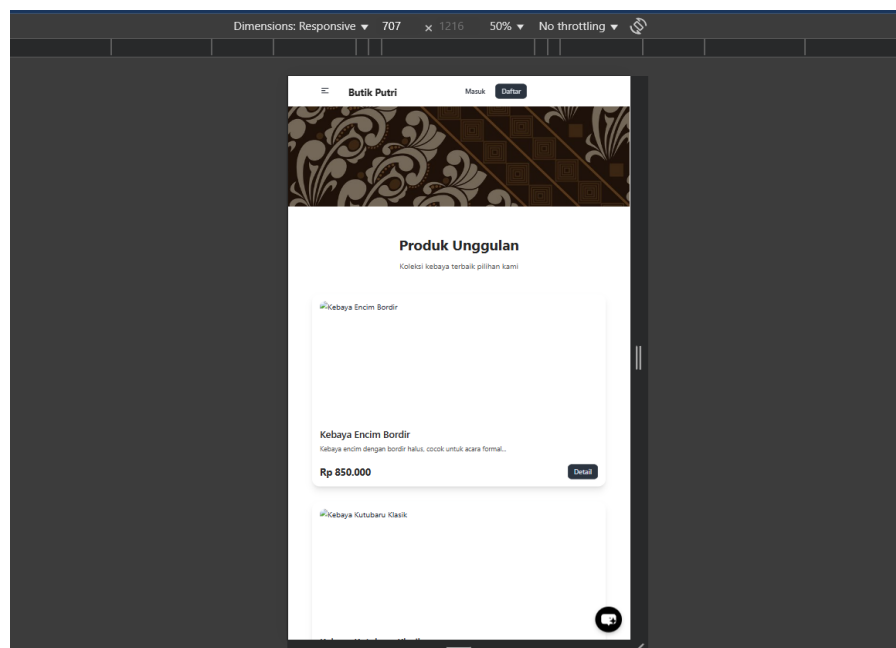 Dimensions: Responsive ▼ 707 × 1216 50% ▼ No throttling ▼
Butik Putri Masuk Daftar
Produk Unggulan
Koleksi kebaya terbaik pilihan kami
Kebaya Encim Bordir
Kebaya Encim Bordir
Kebaya encim dengan bordir halus, cocok untuk acara formal...
Rp 850.000 Detail
Kebaya Kutubaru Klasik